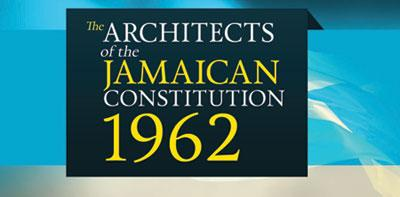 The ARCHITECTS
of the
JAMAICAN
CONSTITUTION
1962